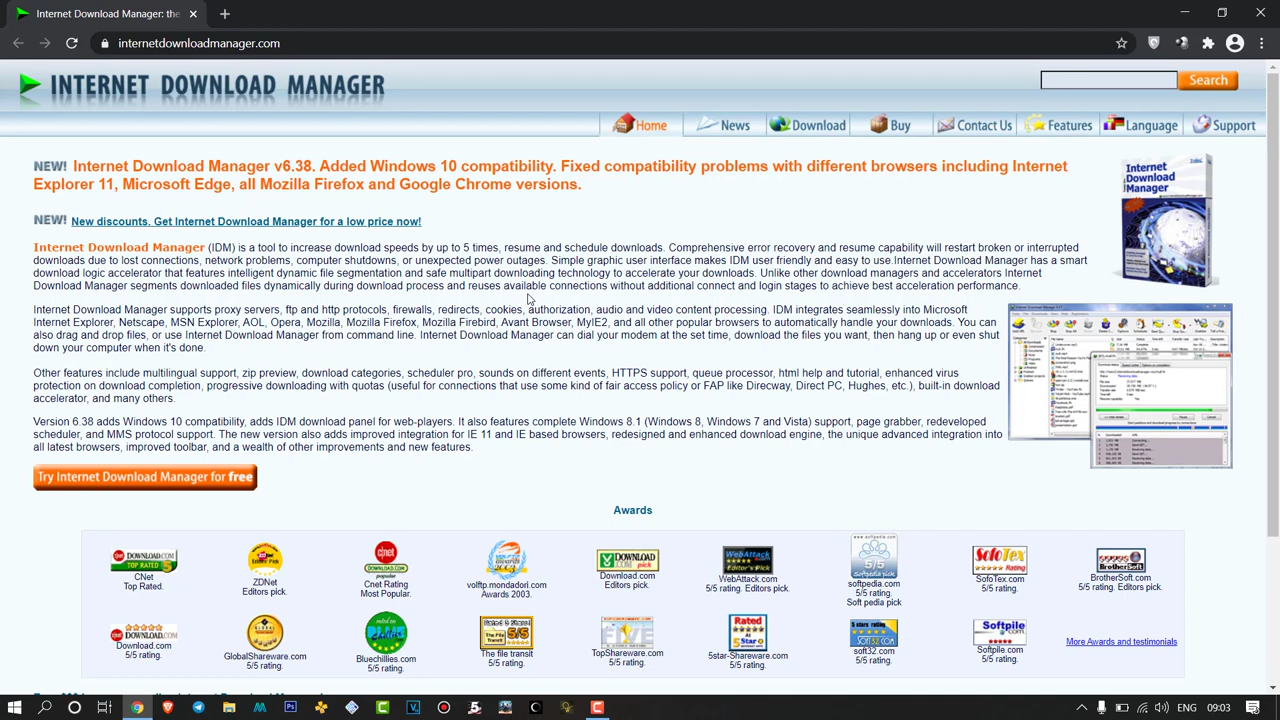 Internet Download Manager: the
internetdownloadmanager.com
INTERNET DOWNLOAD MANAGER
Search
Home
News
Download
Buy
Contact Us
Features
Language
Support
NEW! Internet Download Manager v6.38. Added Windows 10 compatibility. Fixed compatibility problems with different browsers including Internet
Explorer 11, Microsoft Edge, all Mozilla Firefox and Google Chrome versions.
Internet
Download
Manager
NEW! New discounts. Get Internet Download Manager for a low price now!
Internet Download Manager (IDM) is a tool to increase download speeds by up to 5 times, resume and schedule downloads. Comprehensive error recovery and resume capability will restart broken or interrupted
downloads due to lost connections, network problems, computer shutdowns, or unexpected power outages. Simple graphic user interface makes IDM user friendly and easy to use.Internet Download Manager has a smart
download logic accelerator that features intelligent dynamic file segmentation and safe multipart downloading technology to accelerate your downloads. Unlike other download managers and accelerators Internet
Download Manager segments downloaded files dynamically during download process and reuses available connections without additional connect and login stages to achieve best acceleration performance.
Internet Download Manager supports proxy servers, ftp and http protocols, firewalls, redirects, cookies, authorization, audio and video content processing. IDM integrates seamlessly into Microsoft
Internet Explorer, Netscape, MSN Explorer, AOL, Opera, Mozilla, Mozilla Firefox, Mozilla Firebird, Avant Browser, MyIE2, and all other popular browsers to automatically handle your downloads. You can
also drag and drop files, or use Internet Download Manager from command line. Internet Download Manager can dial your modem at the set time, download the files you want, then hang up or even shut
down your computer when it's done.
Other features include multilingual support, zip preview, download categories, scheduler pro, sounds on different events, HTTPS support, queue processor, html help and tutorial, enhanced virus
protection on download completion, progressive downloading with quotas (useful for connections that use some kind of fair access policy or FAP like Direcway, Direct PC, Hughes, etc.), built-in download
accelerator, and many others.
Version 6.38 adds Windows 10 compatibility, adds IDM download panel for web-players. It also features complete Windows 8.1 (Windows 8, Windows 7 and Vista) support, page grabber, redeveloped
scheduler, and MMS protocol support. The new version also adds improved integration for IE 11 and IE based browsers, redesigned and enhanced download engine, the unique advanced integration into
all latest browsers, improved toolbar, and a wealth of other improvements and new features.
Try Internet Download Manager for free
Awards
CNet
Top Rated.
ZDNet
Editors pick.
Cnet Rating
Most Popular.
volftp.mondadori.com
Awards 2003.
Download.com
Editors pick.
WebAttack.com
5/5 rating. Editors pick.
softpedia.com
5/5 rating.
Soft pedia pick
SofoTex.com
5/5 rating.
BrotherSoft.com
5/5 rating. Editors pick.
Download.com
5/5 rating.
GlobalShareware.com
5/5 rating.
Bluechillies.com
5/5 rating.
The file transit
5/5 rating.
TopShareware.com
5/5 rating.
5star-Shareware.com
5/5 rating.
soft32.com
5/5 rating.
Softpile.com
5/5 rating.
More Awards and testimonials
ENG
09:03